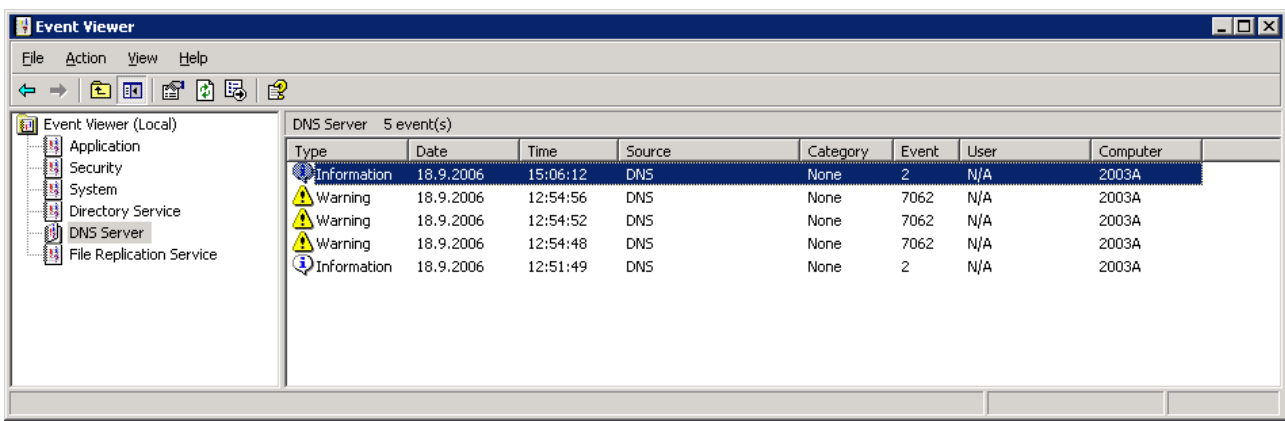 Event Viewer
File Action View Help
Event Viewer (Local)
Application
Security
System
Directory Service
DNS Server
File Replication Service
DNS Server 5 event(s)
Type Date Time Source Category Event User Computer
Information 18.9.2006 15:06:12 DNS None 2 N/A 2003A
Warning 18.9.2006 12:54:56 DNS None 7062 N/A 2003A
Warning 18.9.2006 12:54:52 DNS None 7062 N/A 2003A
Warning 18.9.2006 12:54:48 DNS None 7062 N/A 2003A
Information 18.9.2006 12:51:49 DNS None 2 N/A 2003A